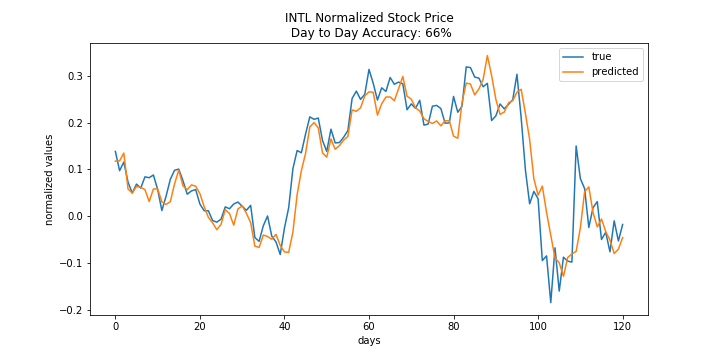 INTL Normalized Stock Price
Day to Day Accuracy: 66%
true
predicted
normalized values
0.3
0.2
0.1
0.0
−0.1
−0.2
0 20 40 60 80 100 120
days